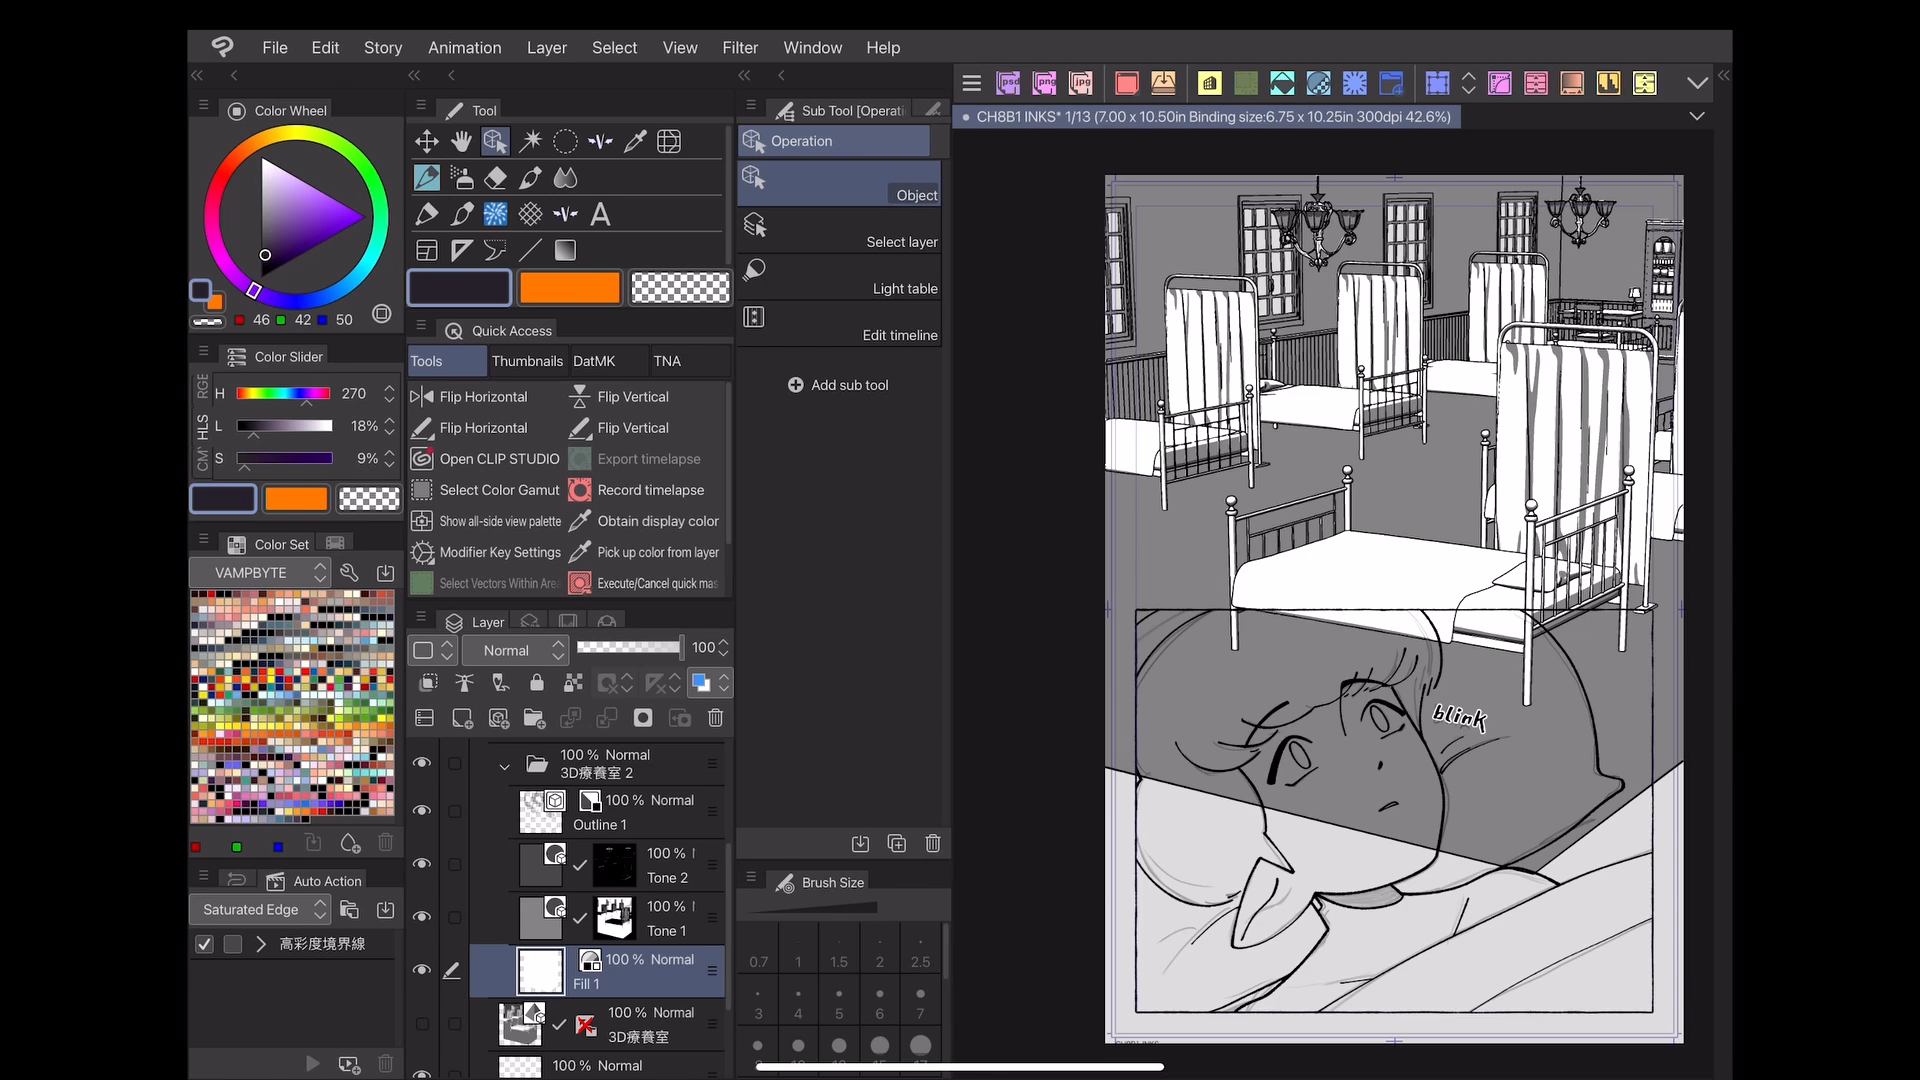 File Edit Story Animation Layer Select View Filter Window Help
psd png jpg
Color Wheel
Tool
Sub Tool [Operati
CH8B1 INKS* 1/13 (7.00 x 10.50in Binding size:6.75 x 10.25in 300dpi 42.6%)
Operation
Object
Select layer
Light table
Edit timeline
Add sub tool
46 42 50
Quick Access
Color Slider
Tools Thumbnails DatMK TNA
RGB
HLS
CM
H 270
L 18%
S 9%
Flip Horizontal Flip Vertical
Flip Horizontal Flip Vertical
Open CLIP STUDIO Export timelapse
Select Color Gamut Record timelapse
Show all-side view palette Obtain display color
Modifier Key Settings Pick up color from layer
Select Vectors Within Area Execute/Cancel quick mas
Color Set
VAMPBYTE
Layer
Normal 100
100 % Normal
3D療養室 2
100 % Normal
Outline 1
100 %
Tone 2
100 %
Tone 1
100 % Normal
Fill 1
100 % Normal
3D療養室
100 % Normal
Auto Action
Saturated Edge
高彩度境界線
Brush Size
0.7 1 1.5 2 2.5
3 4 5 6 7
blink